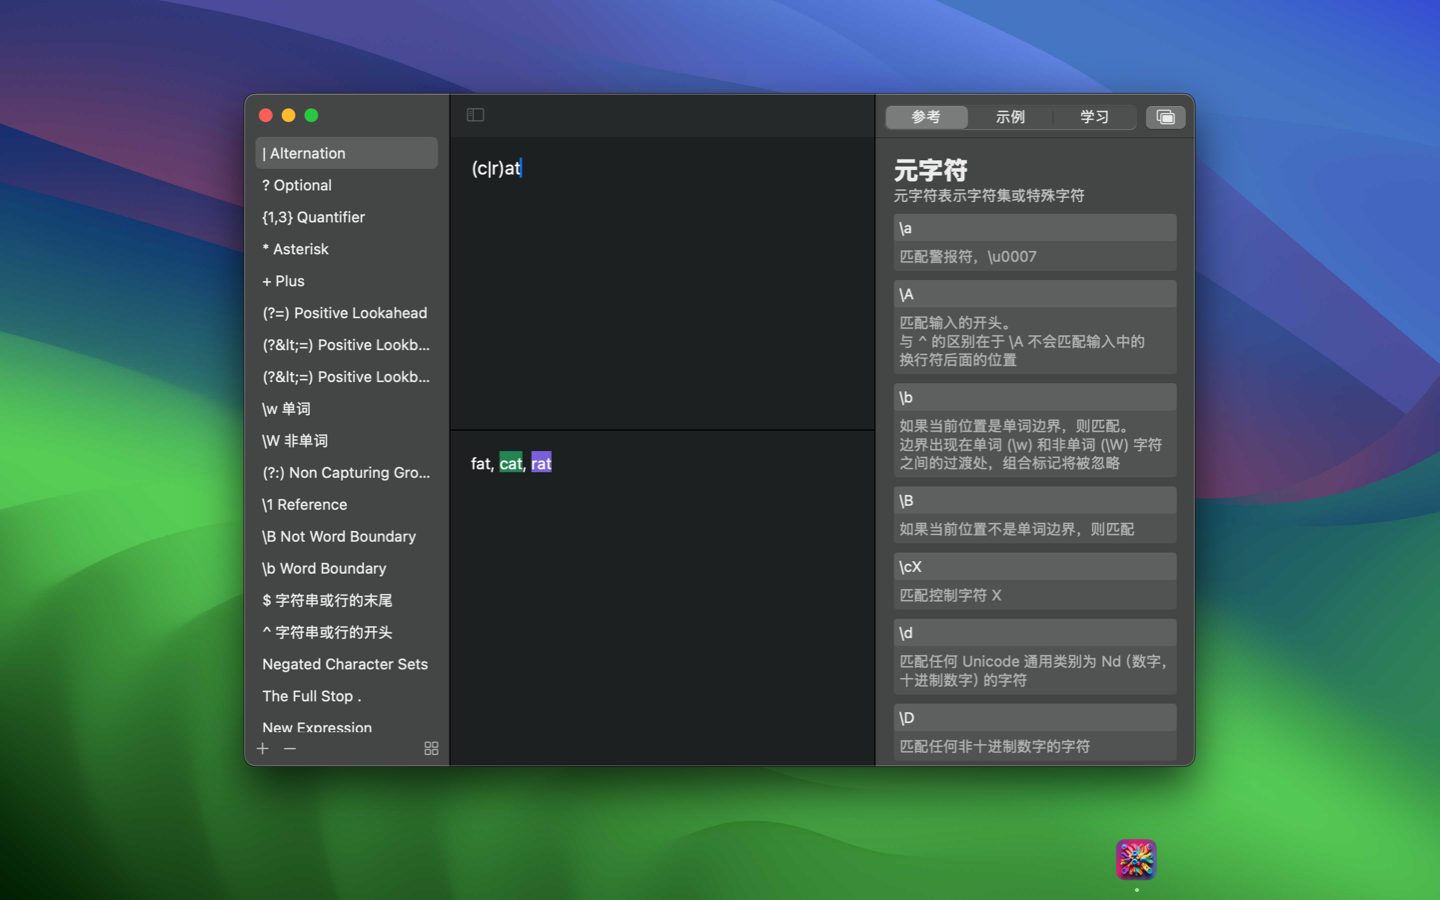 | Alternation
? Optional
{1,3} Quantifier
* Asterisk
+ Plus
(?=) Positive Lookahead
(?&lt;=) Positive Lookb...
(?&lt;=) Positive Lookb...
\w 单词
\W 非单词
(?:) Non Capturing Gro...
\1 Reference
\B Not Word Boundary
\b Word Boundary
$ 字符串或行的末尾
^ 字符串或行的开头
Negated Character Sets
The Full Stop .
New Expression
(c|r)at
fat, cat, rat
参考 示例 学习
元字符
元字符表示字符集或特殊字符
\a
匹配警报符，\u0007
\A
匹配输入的开头。
与 ^ 的区别在于 \A 不会匹配输入中的
换行符后面的位置
\b
如果当前位置是单词边界，则匹配。
边界出现在单词 (\w) 和非单词 (\W) 字符
之间的过渡处，组合标记将被忽略
\B
如果当前位置不是单词边界，则匹配
\cX
匹配控制字符 X
\d
匹配任何 Unicode 通用类别为 Nd (数字，
十进制数字) 的字符
\D
匹配任何非十进制数字的字符